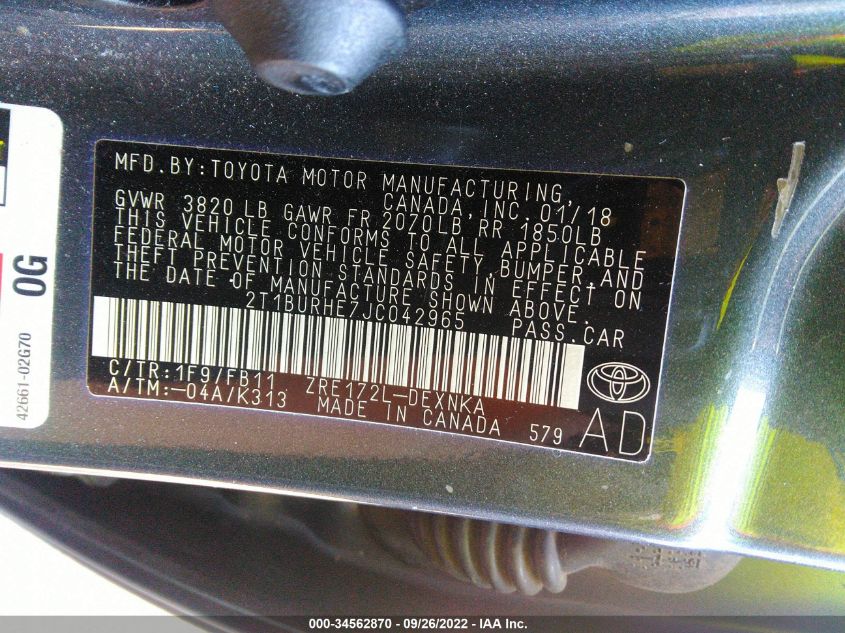 MFD.BY:TOYOTA MOTOR MANUFACTURING,
CANADA, INC. 01/18
GVWR 3820 LB GAWR FR 2070LB RR 1850LB
THIS VEHICLE CONFORMS TO ALL APPLICABLE
FEDERAL MOTOR VEHICLE SAFETY, BUMPER, AND
THEFT PREVENTION STANDARDS IN EFFECT ON
THE DATE OF MANUFACTURE SHOWN ABOVE.
2T1BURHE7JC042965 PASS.CAR
C/TR:1F9/FB11 ZRE172L-DEXNKA
A/TM:-04A/K313 MADE IN CANADA 579
AD
0G
42661-02G70
000-34562870 - 09/26/2022 - IAA Inc.